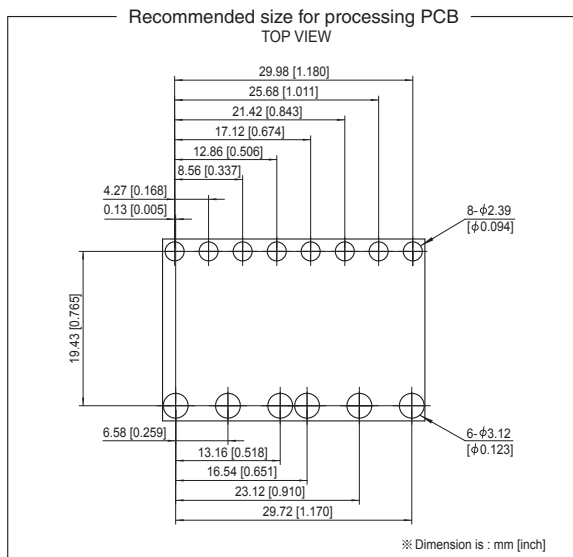 Recommended size for processing PCB
TOP VIEW
29.98 [1.180]
25.68 [1.011]
21.42 [0.843]
17.12 [0.674]
12.86 [0.506]
8.56 [0.337]
4.27 [0.168]
0.13 [0.005]
8-ϕ2.39
[ϕ0.094]
19.43 [0.765]
6.58 [0.259]
13.16 [0.518]
16.54 [0.651]
23.12 [0.910]
29.72 [1.170]
6-ϕ3.12
[ϕ0.123]
※ Dimension is : mm [inch]